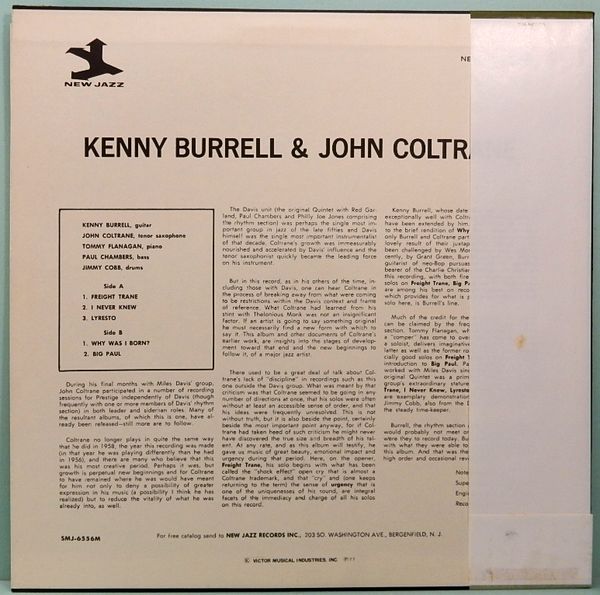 NEW JAZZ
NE
KENNY BURRELL & JOHN COLTRANE
KENNY BURRELL, guitar
JOHN COLTRANE, tenor saxophone
TOMMY FLANAGAN, piano
PAUL CHAMBERS, bass
JIMMY COBB, drums
Side A
1. FREIGHT TRANE
2. I NEVER KNEW
3. LYRESTO
Side B
1. WHY WAS I BORN?
2. BIG PAUL
During his final months with Miles Davis' group,
John Coltrane participated in a number of recording
sessions for Prestige independent of Davis (though
frequently with one or more members of Davis' rhythm
section) in both leader and siderian roles. Many of
the resultant albums, of which this is one, have al-
ready been released—still more are to follow.
Coltrane no longer plays in quite the same way
that he did in 1958, the year this recording was made
(in that year he was playing differently than he had
in 1956), and there are many who believe that this
was his most creative period. Perhaps it was, but
growth is perpetual new beginnings and for Coltrane
to have remained where he was would have meant
for him not only to deny a possibility of greater
expression in his music (a possibility I think he has
realized) but to reduce the vitality of what he was
already into, as well.
The Davis unit (the original Quintet with Red Gar-
land, Paul Chambers and Philly Joe Jones comprising
the rhythm section) was perhaps the single most im-
portant group in jazz of the late fifties and Davis
himself was the single most important instrumentalist
of that decade. Coltrane's growth was immeasurably
nourished and accelerated by Davis' influence and the
tenor saxophonist quickly became the leading force
on his instrument.
But in this record, as in his others of the time, in-
cluding those with Davis, one can hear Coltrane in
the process of breaking away from what were coming
to be restrictions within the Davis context and frame
of reference. What Coltrane had learned from his
stint with Thelonious Monk was not an insignificant
factor. If an artist is going to say something original
he must necessarily find a new form with which to
say it. This album and other documents of Coltrane's
earlier work, are insights into the stages of develop-
ment toward that end and the new beginnings to
follow it, of a major jazz artist.
There used to be a great deal of talk about Col-
trane's lack of "discipline" in recordings such as this
one outside the Davis group. What was meant by that
criticism was that Coltrane seemed to be going in any
number of directions at once, that his solos were often
without at least an accessible sense of order, and that
his ideas were frequently unresolved. This is not
without truth, but it is also beside the point, certainly
beside the most important point anyway, for if Col-
trane had taken heed of such criticism he might never
have discovered the true size and breadth of his tal-
ent. At any rate, and as this album will testify, he
gave us music of great beauty, emotional impact and
urgency during that period. Here, on the opener,
Freight Trane, his solo begins with what has been
called the "shock effect" open cry that is almost a
Coltrane trademark, and that "cry" and (one keeps
returning to the term) the sense of urgency that is
one of the uniquenesses of his sound, are integral
facets of the immediacy and charge of all his solos
on this record.
Kenny Burrell, whose date
exceptionally well with Coltr
have been extended by him
to the brief rendition of Why
only Burrell and Coltrane part
lovely result of their juxtap
been challenged by Wes Mon
cently, by Grant Green, Burr
guitarist of neo-Bop pursua
bearer of the Charlie Christian
this recording, with both fire
solos on Freight Trane, Big Pa
are among his best on reco
which provides for what is p
solo here, is Burrell's line.
Much of the credit for the
can be claimed by the freq
section. Tommy Flanagan, wh
a "comper" has come to over
a soloist, delivers imaginative
latter as well as the former ro
cially good solos on Freight
introduction to Big Paul. Pa
worked with Miles Davis sinc
original Quintet was a prim
group's extraordinary stature
Trane, I Never Knew, Lyresto
are exemplary demonstration
Jimmy Cobb, also from the D
the steady time-keeper.
Burrell, the rhythm section a
would probably not meet on
were they to record today. Bu
with what they were able to
this album. And that was the
high order and occasional rev
Note
Supe
Engi
Reco
SMJ-6556M
For free catalog send to NEW JAZZ RECORDS INC., 203 SO. WASHINGTON AVE., BERGENFIELD, N. J.
VICTOR MUSICAL INDUSTRIES, INC.